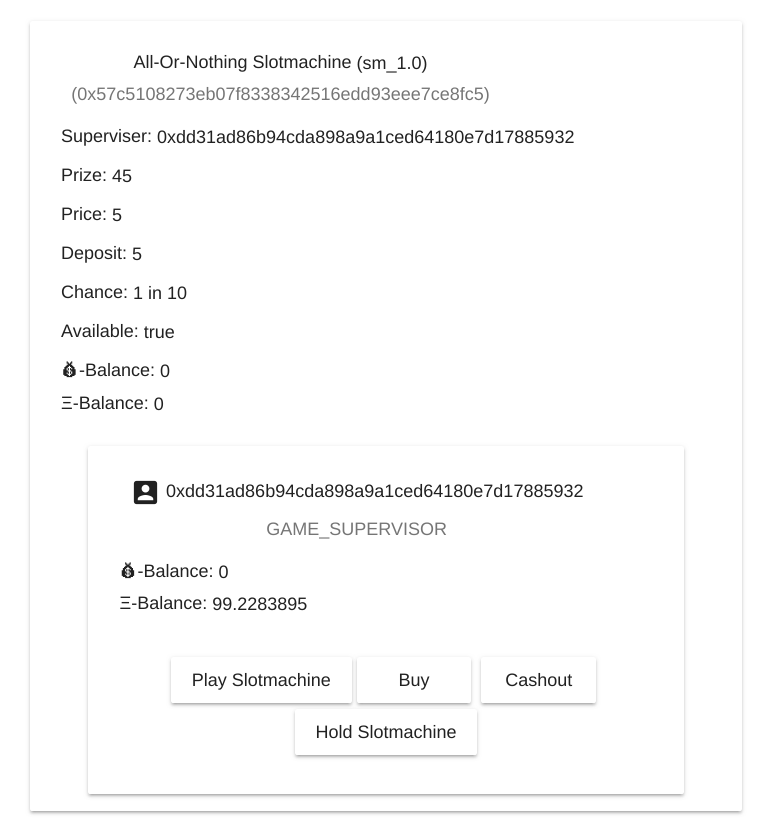 All-Or-Nothing Slotmachine (sm_1.0)
(0x57c5108273eb07f8338342516edd93eee7ce8fc5)
Superviser: 0xdd31ad86b94cda898a9a1ced64180e7d17885932
Prize: 45
Price: 5
Deposit: 5
Chance: 1 in 10
Available: true
💰-Balance: 0
Ξ-Balance: 0
0xdd31ad86b94cda898a9a1ced64180e7d17885932
GAME_SUPERVISOR
💰-Balance: 0
Ξ-Balance: 99.2283895
Play Slotmachine Buy Cashout
Hold Slotmachine